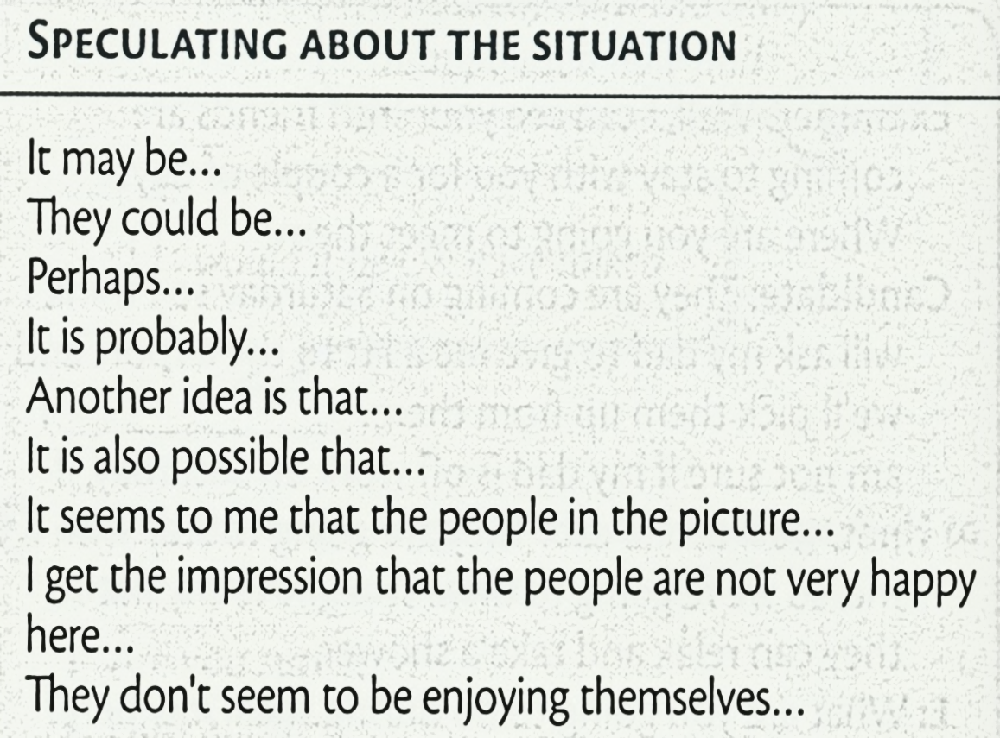 SPECULATING ABOUT THE SITUATION
It may be...
They could be...
Perhaps...
It is probably...
Another idea is that...
It is also possible that...
It seems to me that the people in the picture...
I get the impression that the people are not very happy
here...
They don't seem to be enjoying themselves...